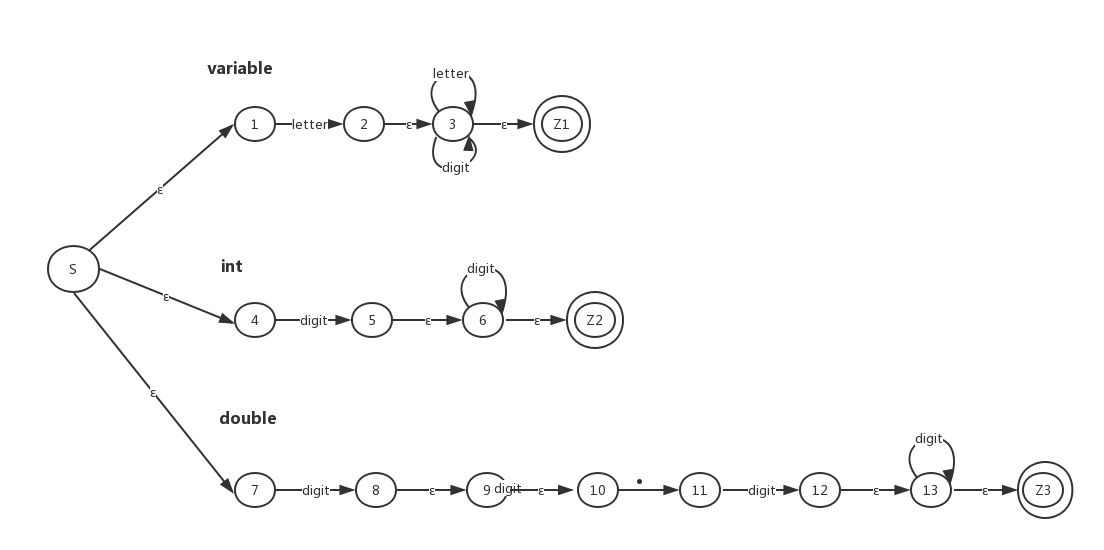 variable
letter
1 letter 2 ε 3 ε Z1
digit
ε
S
int
digit
ε
4 digit 5 ε 6 ε Z2
ε
double
digit
7 digit 8 ε 9 digit ε 10 • 11 digit 12 ε 13 ε Z3